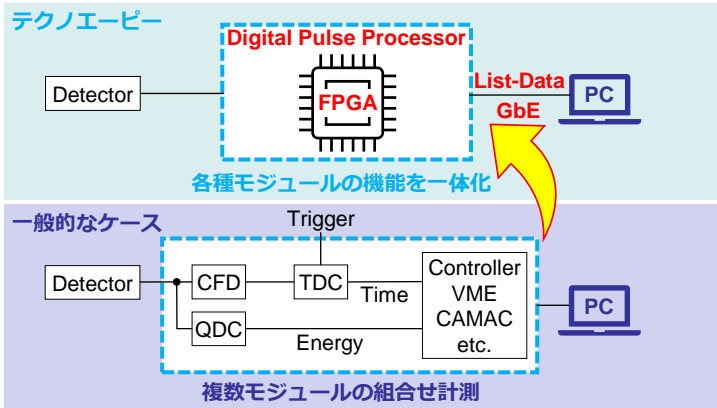 テクノエーピー
Digital Pulse Processor
Detector
FPGA
List-Data
GbE
PC
各種モジュールの機能を一体化
一般的なケース
Trigger
Detector
CFD
TDC
Time
QDC
Energy
Controller
VME
CAMAC
etc.
PC
複数モジュールの組合せ計測